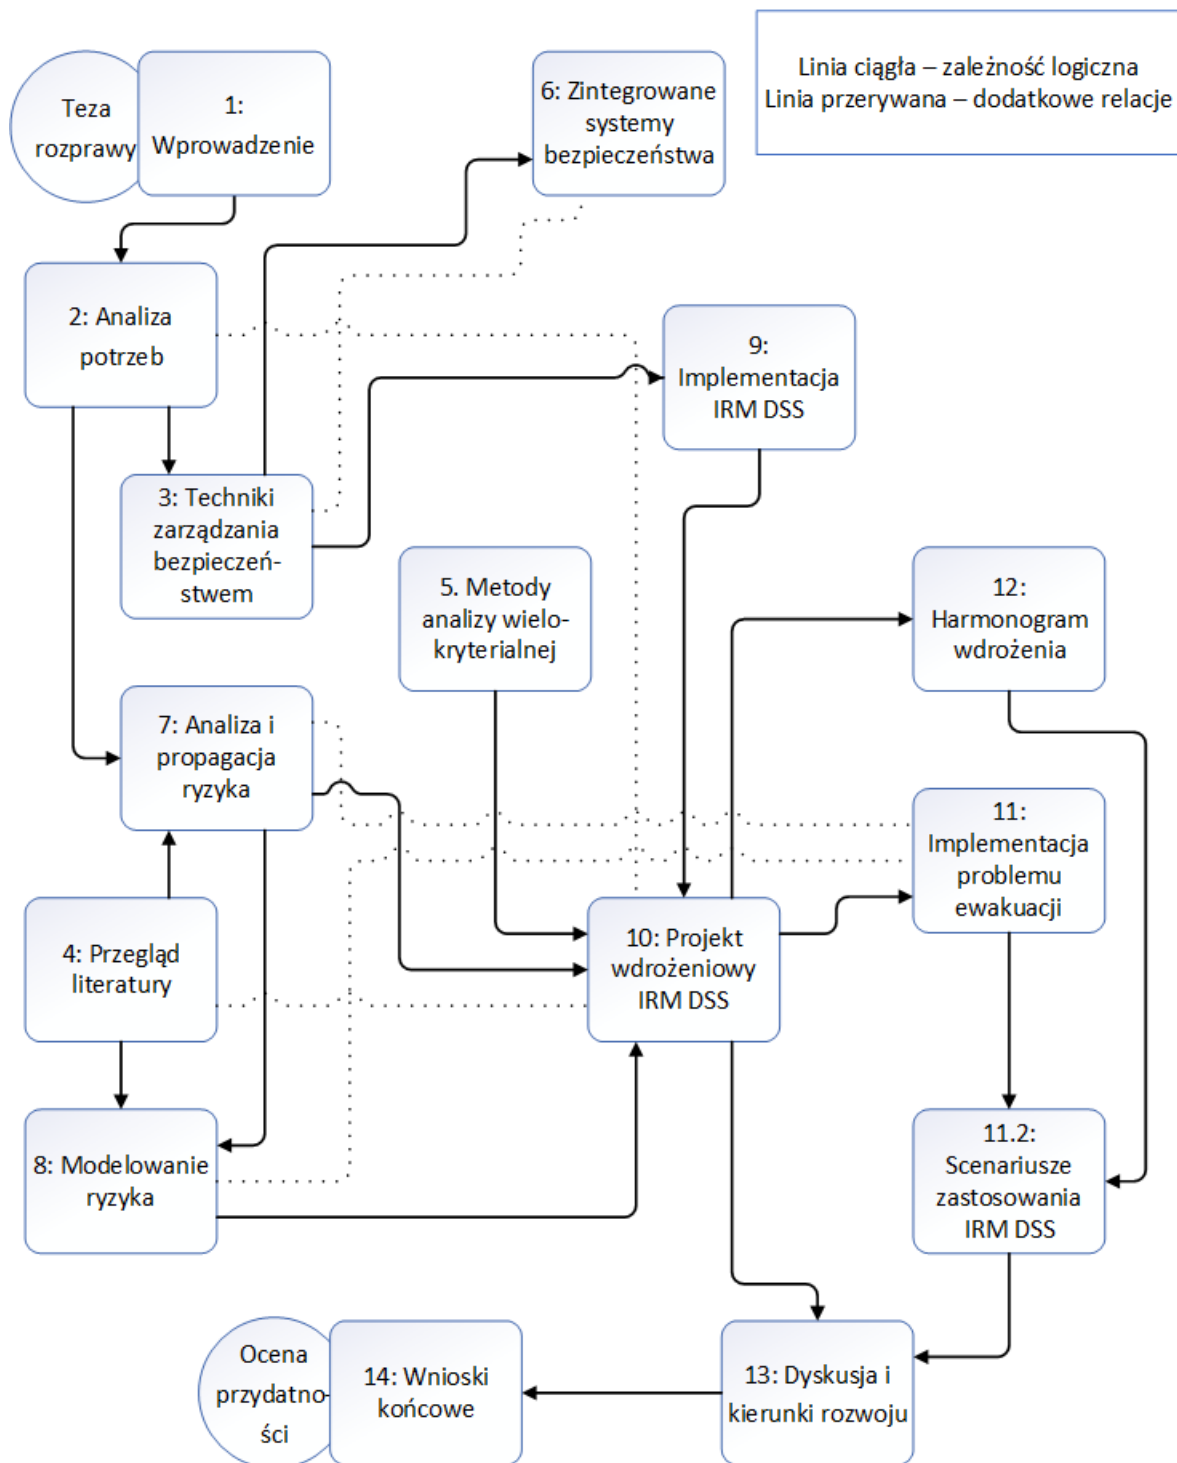 Teza
rozprawy
1:
Wprowadzenie
6: Zintegrowane
systemy
bezpieczeństwa
Linia ciągła – zależność logiczna
Linia przerywana – dodatkowe relacje
2: Analiza
potrzeb
9:
Implementacja
IRM DSS
3: Techniki
zarządzania
bezpieczeń-
stwem
5. Metody
analizy wielo-
kryterialnej
12:
Harmonogram
wdrożenia
7: Analiza i
propagacja
ryzyka
11:
Implementacja
problemu
ewakuacji
4: Przegląd
literatury
10: Projekt
wdrożeniowy
IRM DSS
8: Modelowanie
ryzyka
11.2:
Scenariusze
zastosowania
IRM DSS
Ocena
przydatno-
ści
14: Wnioski
końcowe
13: Dyskusja i
kierunki rozwoju